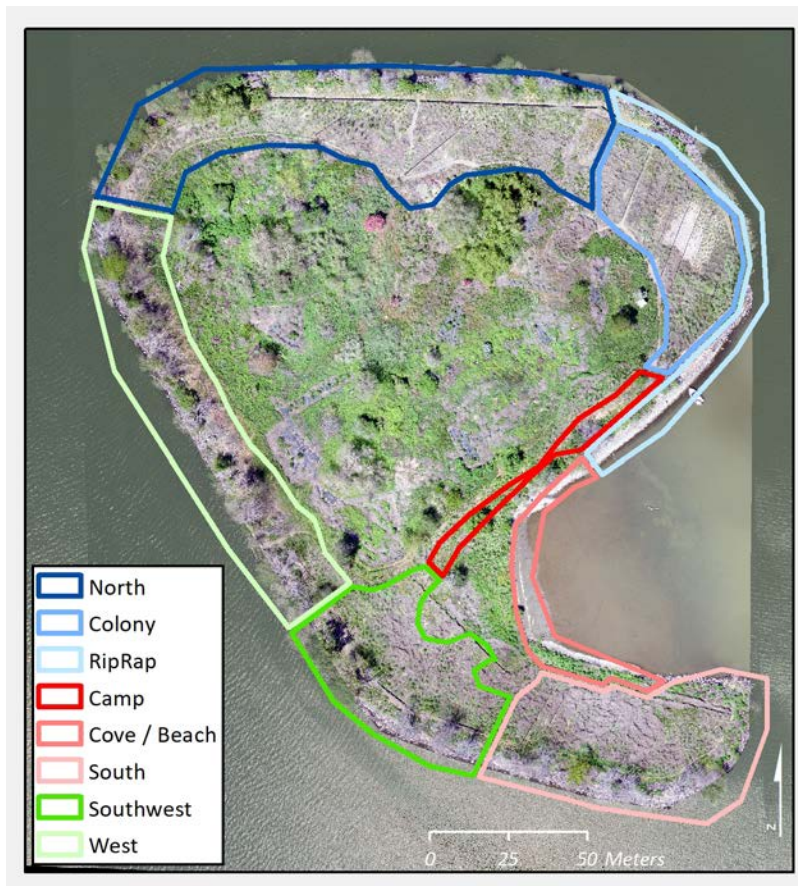 North
Colony
RipRap
Camp
Cove / Beach
South
Southwest
West
0 25 50 Meters
N